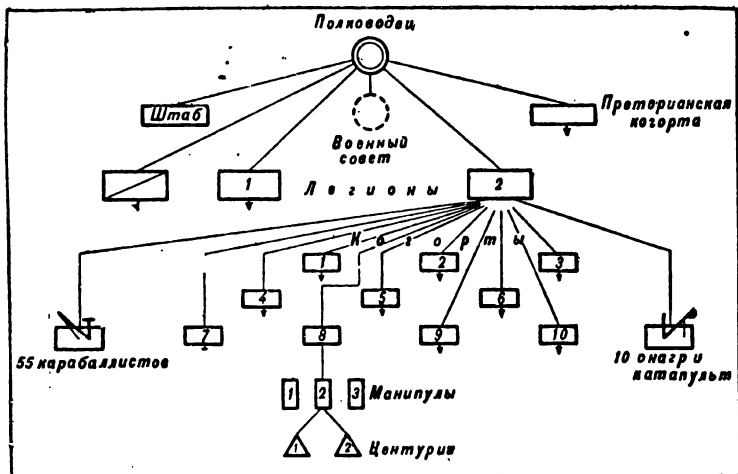 Полководец
Штаб
Военный
совет
Преторианская
когорта
1
Легионы
2
Когорты
1
2
3
4
5
6
7
8
9
10
55 карабаллистов
10 онагр и
катапульт
1
2
3
Манипулы
1
2
Центурии